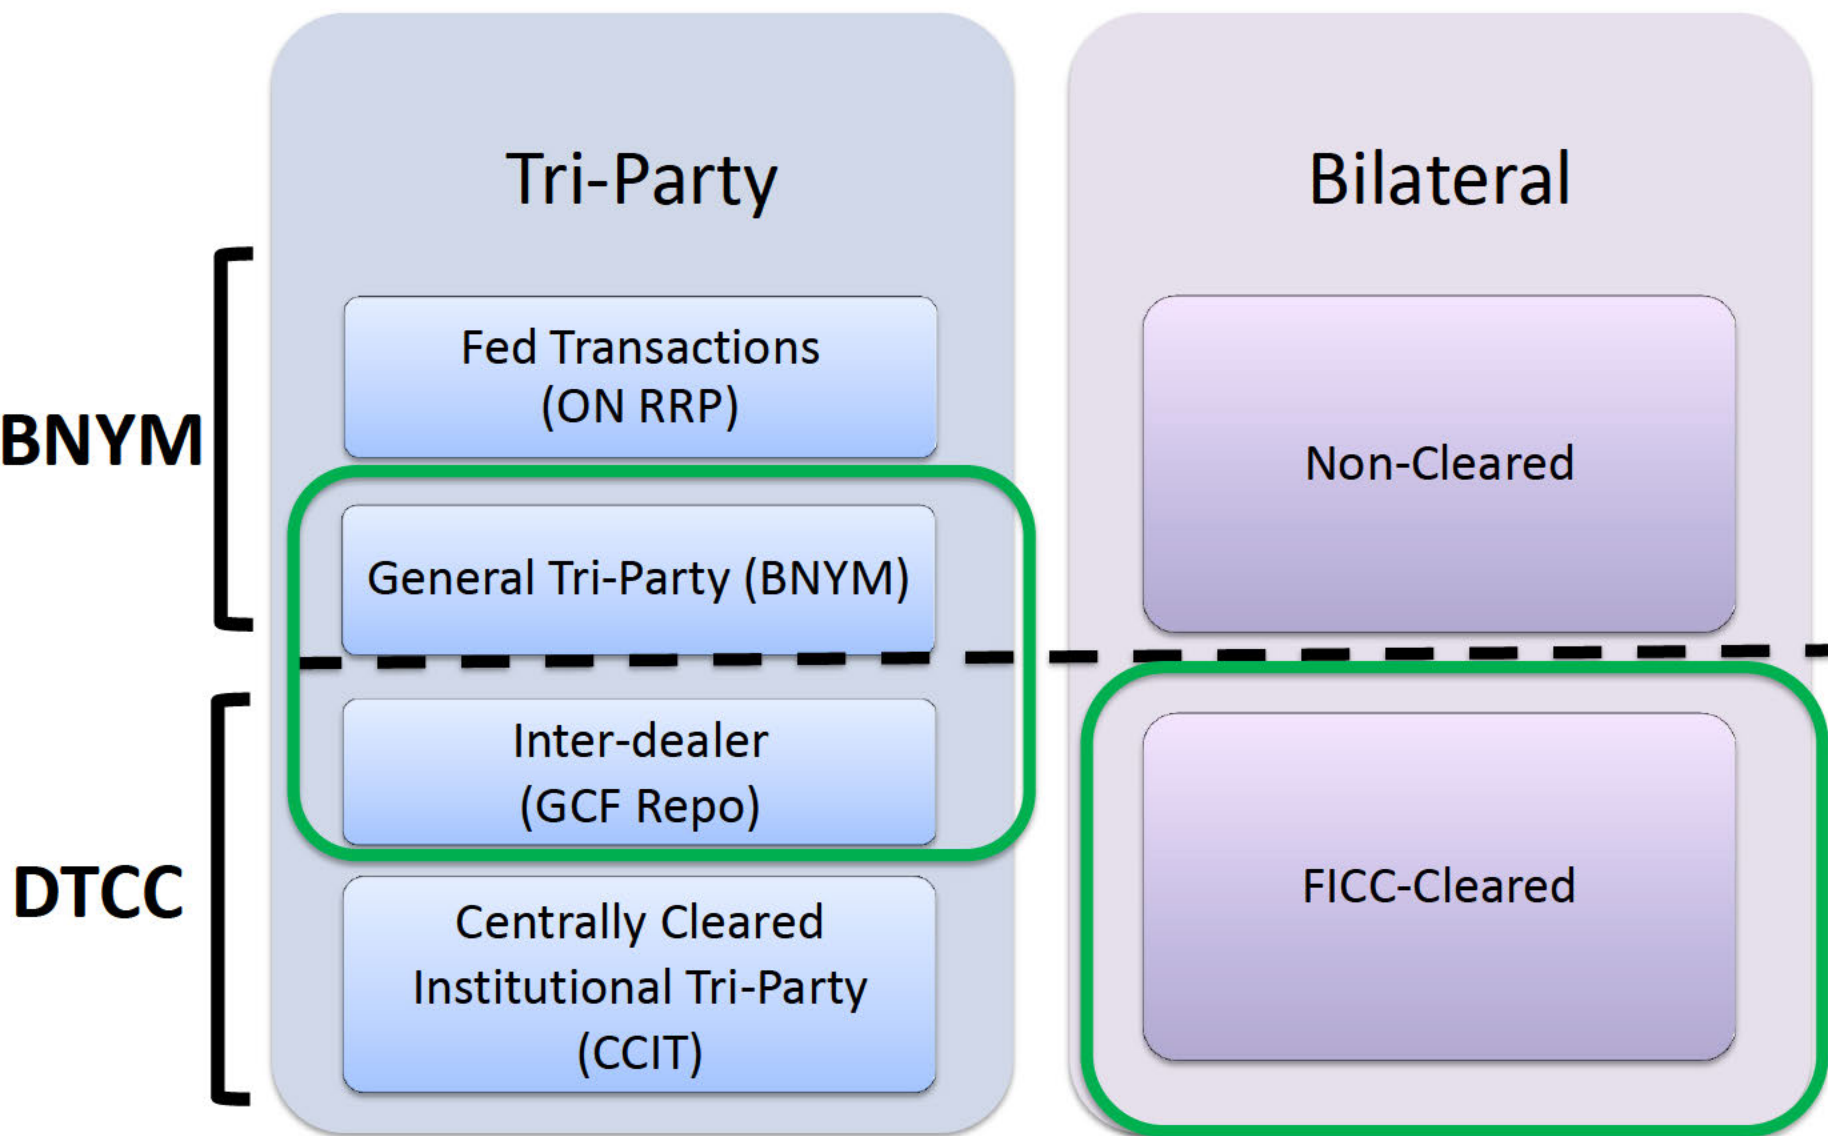 Tri-Party
Bilateral
BNYM
Fed Transactions
(ON RRP)
General Tri-Party (BNYM)
Non-Cleared
DTCC
Inter-dealer
(GCF Repo)
Centrally Cleared
Institutional Tri-Party
(CCIT)
FICC-Cleared